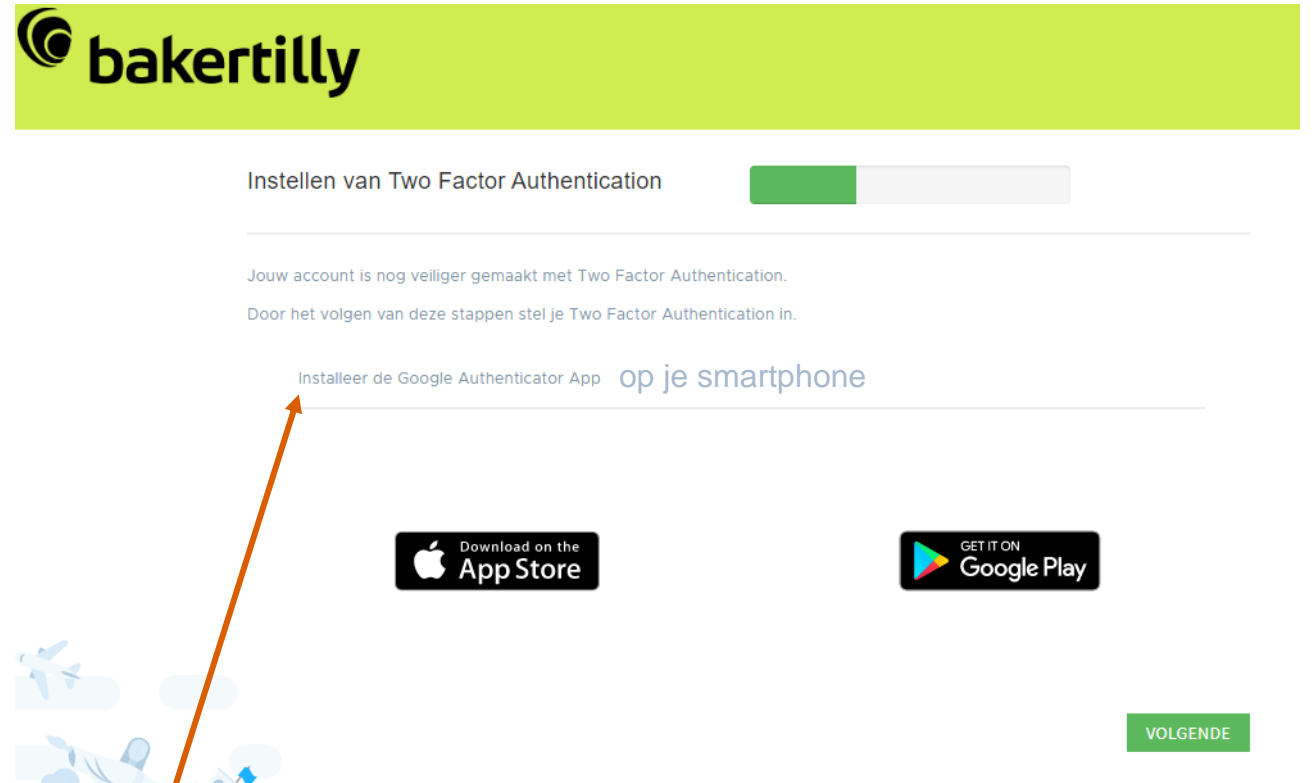 bakertilly
Instellen van Two Factor Authentication
Jouw account is nog veiliger gemaakt met Two Factor Authentication.
Door het volgen van deze stappen stel je Two Factor Authentication in.
Installeer de Google Authenticator App op je smartphone
Download on the
App Store
GET IT ON
Google Play
VOLGENDE